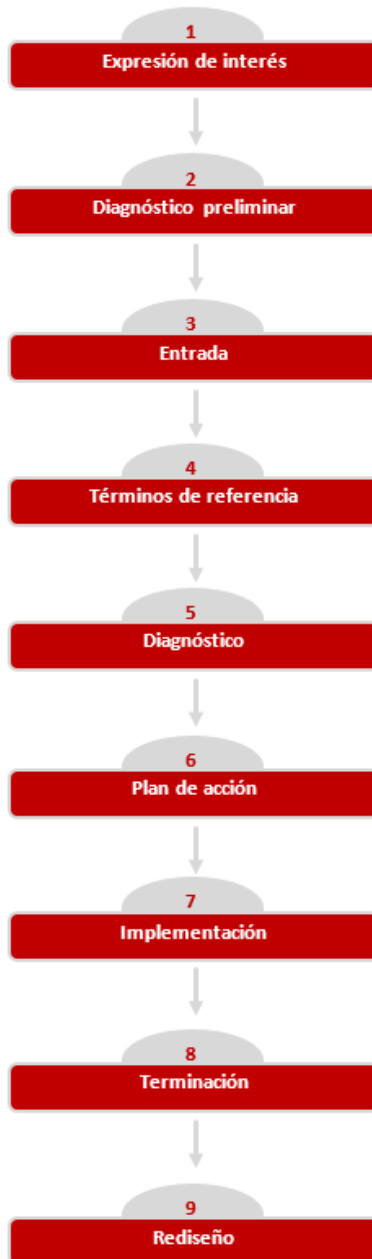 1
Expresión de interés
2
Diagnóstico preliminar
3
Entrada
4
Términos de referencia
5
Diagnóstico
6
Plan de acción
7
Implementación
8
Terminación
9
Rediseño